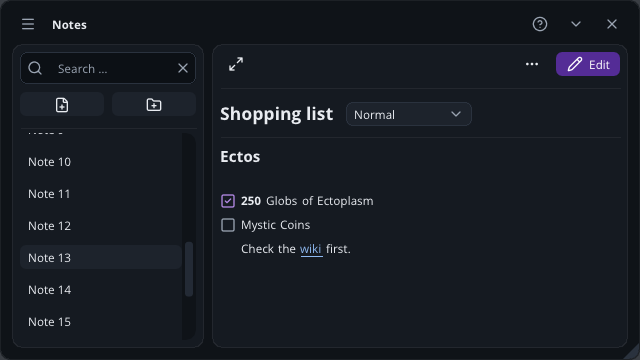 Notes
Search ...
Edit
Note 10
Note 11
Note 12
Note 13
Note 14
Note 15
Shopping list
Normal
Ectos
250 Globs of Ectoplasm
Mystic Coins
Check the wiki first.